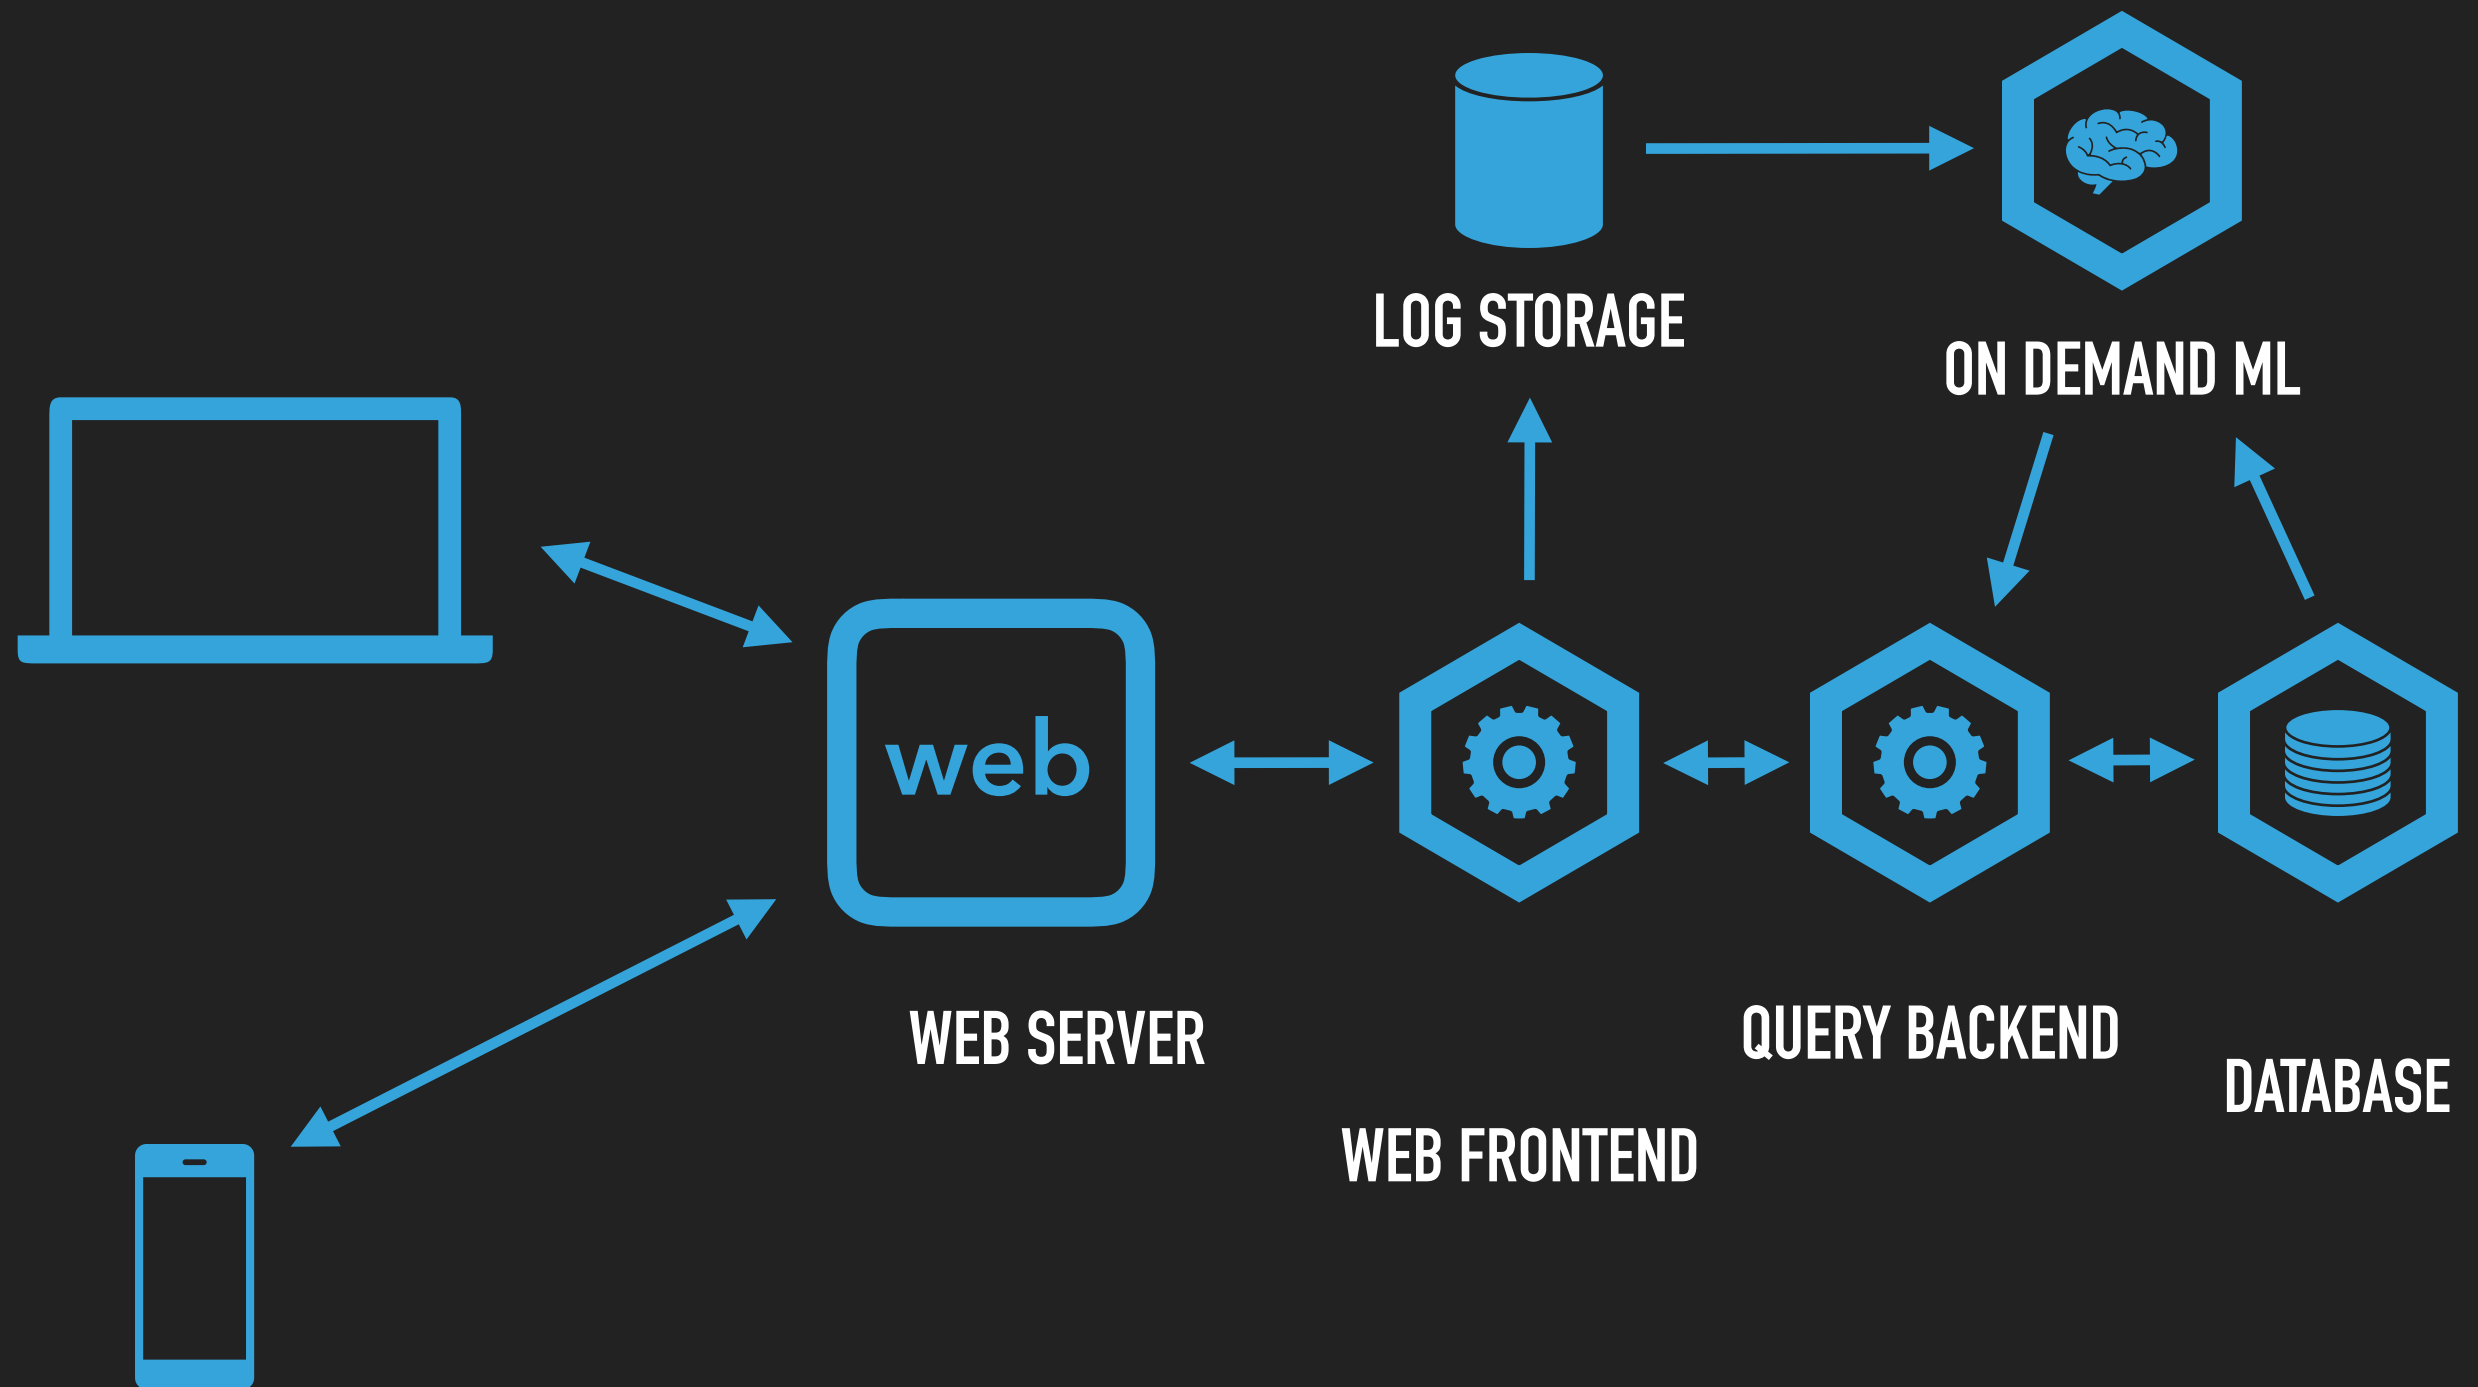 LOG STORAGE
ON DEMAND ML
web
WEB SERVER
QUERY BACKEND
DATABASE
WEB FRONTEND